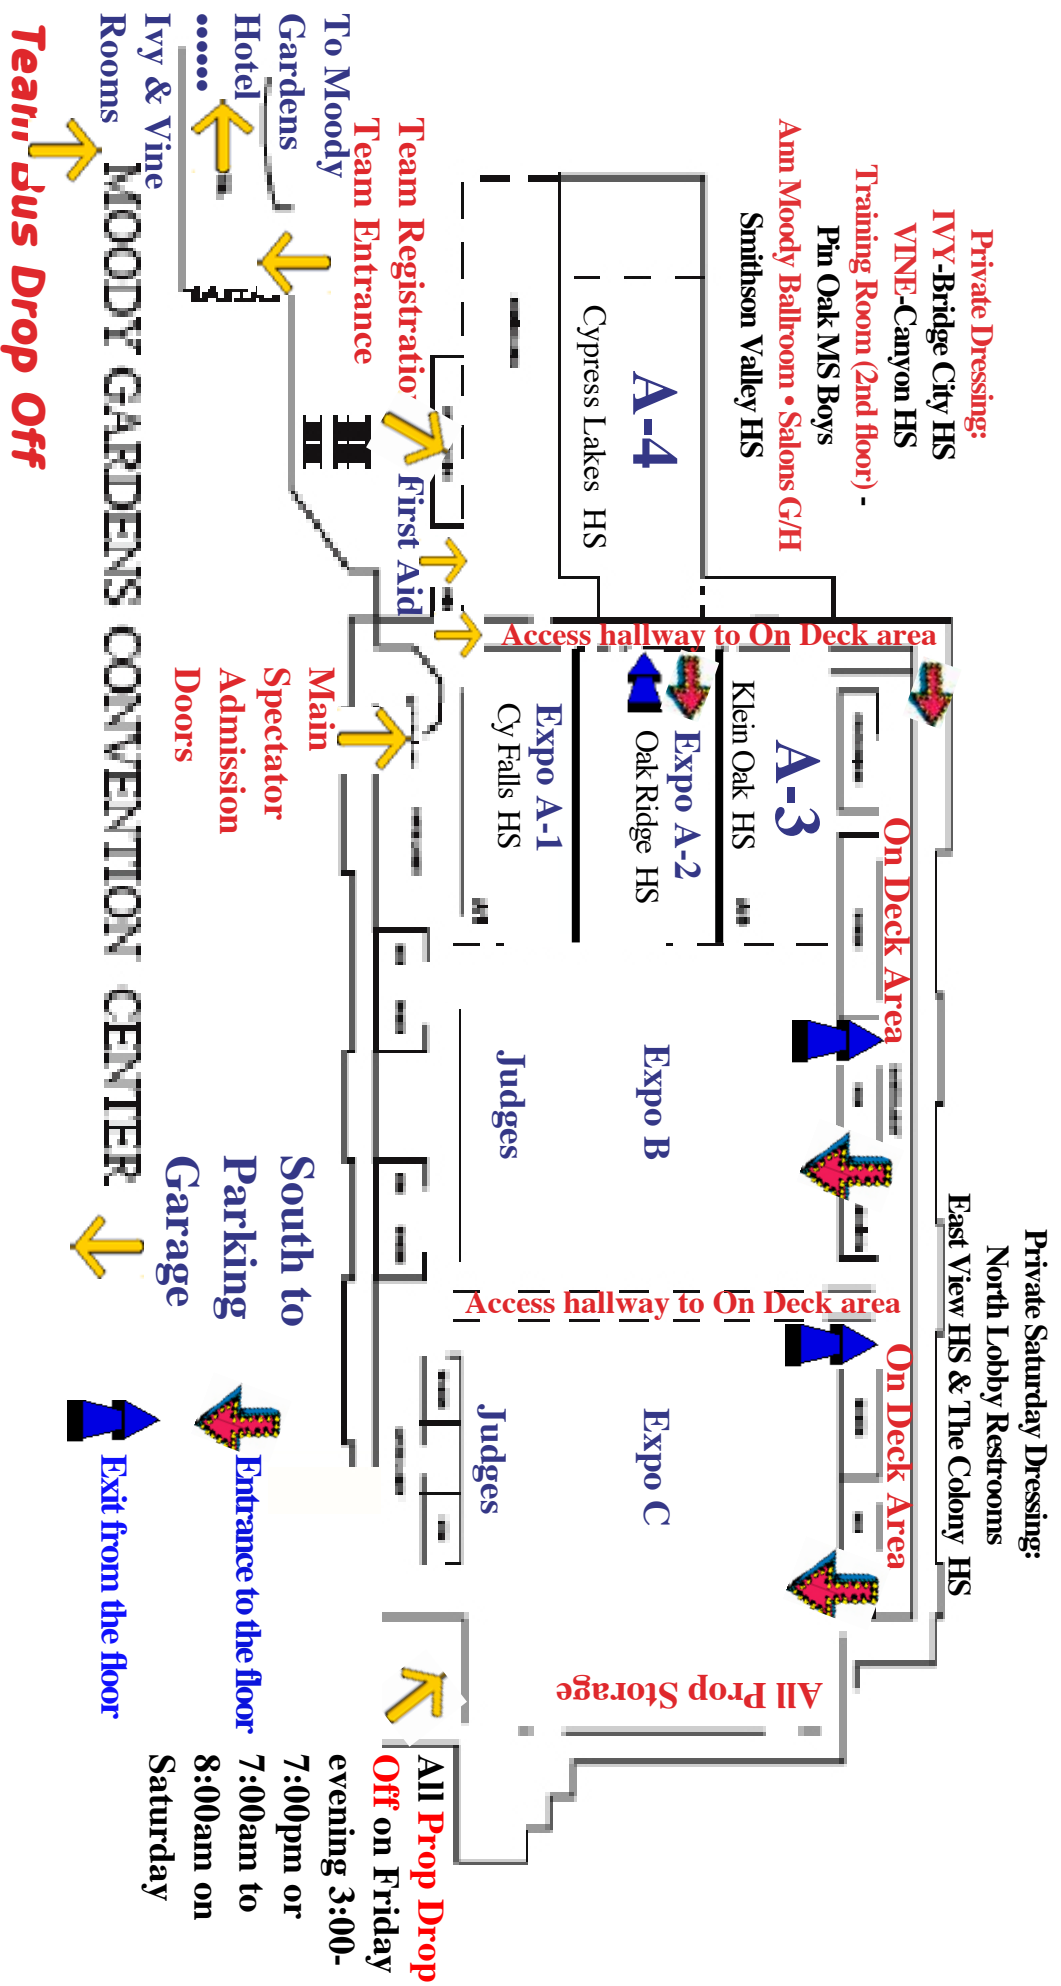 Private Dressing:
IVY-Bridge City HS
VINE-Canyon HS
Training Room (2nd floor) -
Pin Oak MS Boys
Ann Moody Ballroom • Salons G/H
Smithson Valley HS
Private Saturday Dressing:
North Lobby Restrooms
East View HS & The Colony HS
On Deck Area
On Deck Area
A-4
Cypress Lakes HS
Access hallway to On Deck area
A-3
Klein Oak HS
Expo A-2
Oak Ridge HS
Expo A-1
Cy Falls HS
Expo B
Judges
Access hallway to On Deck area
Expo C
Judges
All Prop Storage
To Moody
Gardens
Hotel
......
Ivy & Vine
Rooms
Team Registratio
Team Entrance
First Aid
Main
Spectator
Admission
Doors
South to
Parking
Garage
Entrance to the floor
Exit from the floor
All Prop Drop
Off on Friday
evening 3:00-
7:00pm or
7:00am to
8:00am on
Saturday
MOODY GARDENS CONVENTION CENTER
Team Bus Drop Off